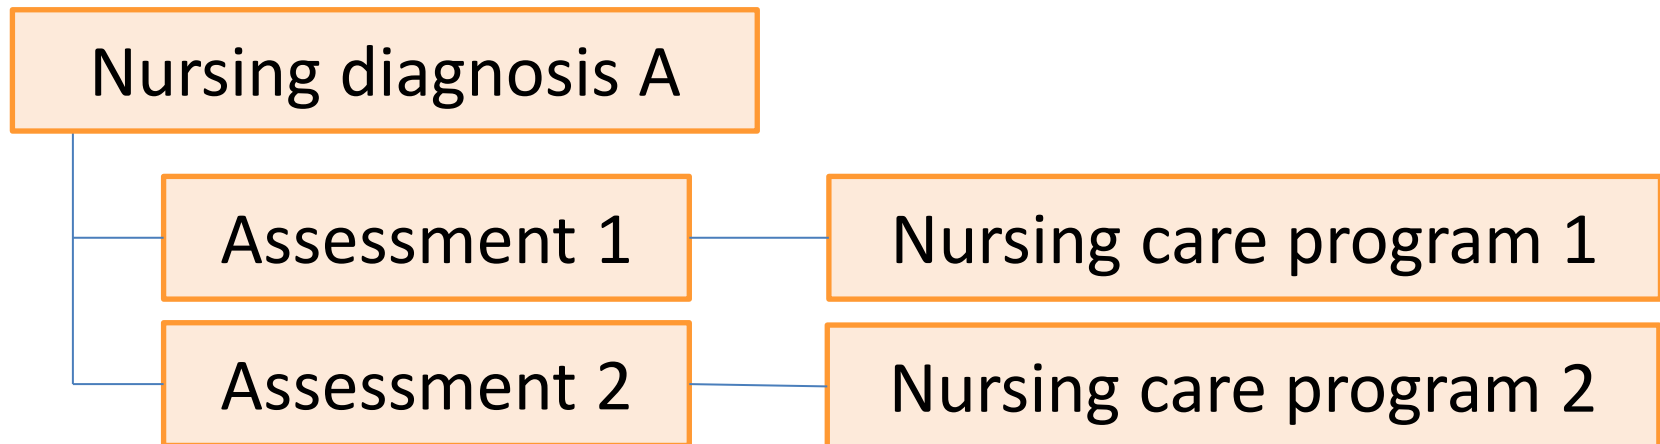 Nursing diagnosis A
Assessment 1
Nursing care program 1
Assessment 2
Nursing care program 2